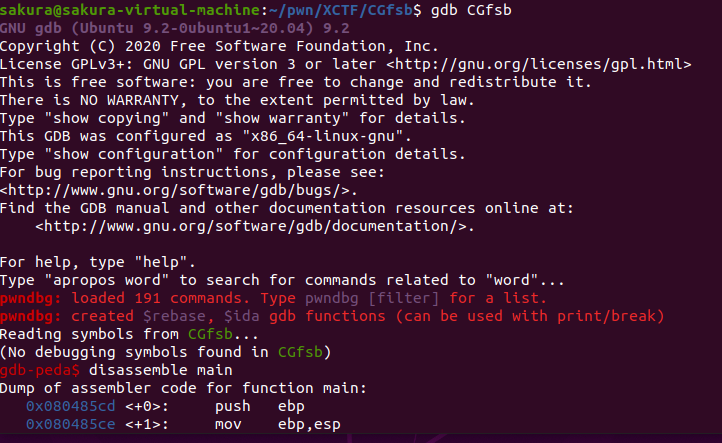 sakura@sakura-virtual-machine:~/pwn/XCTF/CGfsb$ gdb CGfsb
GNU gdb (Ubuntu 9.2-0ubuntu1~20.04) 9.2
Copyright (C) 2020 Free Software Foundation, Inc.
License GPLv3+: GNU GPL version 3 or later <http://gnu.org/licenses/gpl.html>
This is free software: you are free to change and redistribute it.
There is NO WARRANTY, to the extent permitted by law.
Type "show copying" and "show warranty" for details.
This GDB was configured as "x86_64-linux-gnu".
Type "show configuration" for configuration details.
For bug reporting instructions, please see:
<http://www.gnu.org/software/gdb/bugs/>.
Find the GDB manual and other documentation resources online at:
    <http://www.gnu.org/software/gdb/documentation/>.

For help, type "help".
Type "apropos word" to search for commands related to "word"...
pwndbg: loaded 191 commands. Type pwndbg [filter] for a list.
pwndbg: created $rebase, $ida gdb functions (can be used with print/break)
Reading symbols from CGfsb...
(No debugging symbols found in CGfsb)
gdb-peda$ disassemble main
Dump of assembler code for function main:
   0x080485cd <+0>:	push   ebp
   0x080485ce <+1>:	mov    ebp,esp